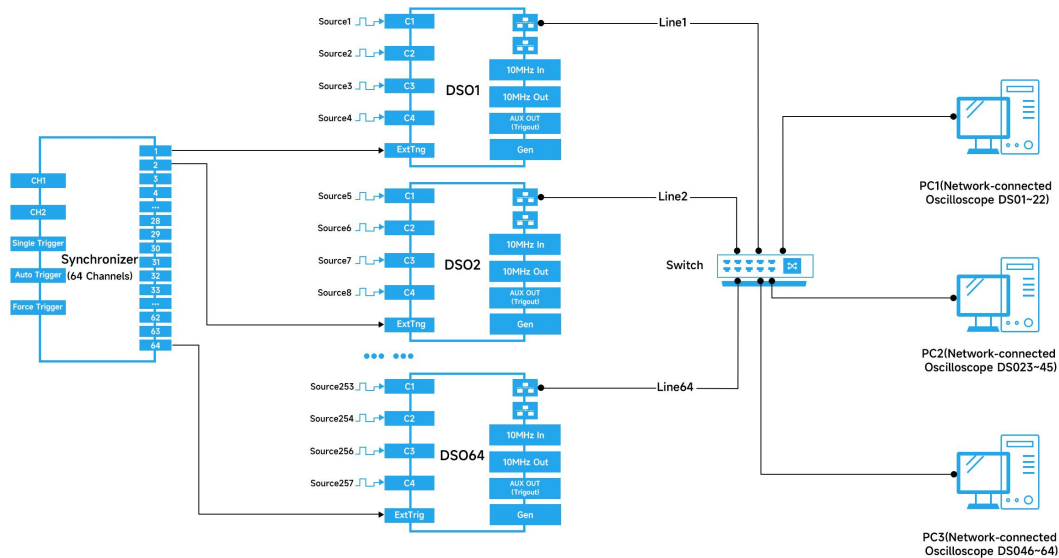 CH1
CH2
Single Trigger
Auto Trigger
Force Trigger
Synchronizer
(64 Channels)
1
2
3
4
...
28
29
30
31
32
33
...
62
63
64
Source1
Source2
Source3
Source4
C1
C2
C3
C4
ExtTng
DSO1
10MHz In
10MHz Out
AUX OUT
(Trigout)
Gen
Line1
Source5
Source6
Source7
Source8
C1
C2
C3
C4
ExtTng
DSO2
10MHz In
10MHz Out
AUX OUT
(Trigout)
Gen
Line2
Source253
Source254
Source256
Source257
C1
C2
C3
C4
ExtTrig
DSO64
10MHz In
10MHz Out
AUX OUT
(Trigout)
Gen
Line64
Switch
PC1(Network-connected
Oscilloscope DS01~22)
PC2(Network-connected
Oscilloscope DS023~45)
PC3(Network-connected
Oscilloscope DS046~64)